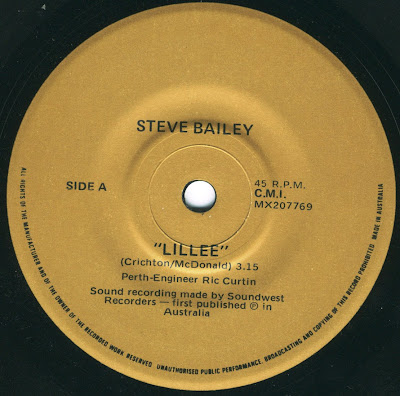 STEVE BAILEY
SIDE A
45 R.P.M.
C.M.I.
MX207769
"LILLEE"
(Crichton/McDonald) 3.15
Perth-Engineer Ric Curtin
Sound recording made by Soundwest
Recorders — first published ℗ in
Australia
ALL RIGHTS OF THE MANUFACTURER AND OF THE OWNER OF THE RECORDED WORK RESERVED UNAUTHORISED PUBLIC PERFORMANCE, BROADCASTING AND COPYING OF THIS RECORD PROHIBITED MADE IN AUSTRALIA